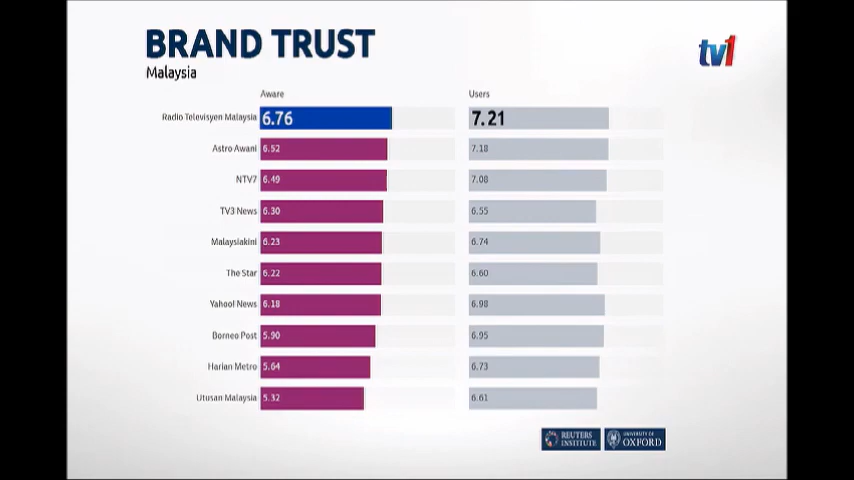 BRAND TRUST
tv1
Malaysia
Aware Users
Radio Televisyen Malaysia 6.76 7.21
Astro Awani 6.52 7.18
NTV7 6.49 7.08
TV3 News 6.30 6.55
Malaysiakini 6.23 6.74
The Star 6.22 6.60
Yahoo! News 6.18 6.98
Borneo Post 5.90 6.95
Harian Metro 5.64 6.73
Utusan Malaysia 5.32 6.61
REUTERS INSTITUTE
UNIVERSITY OF OXFORD